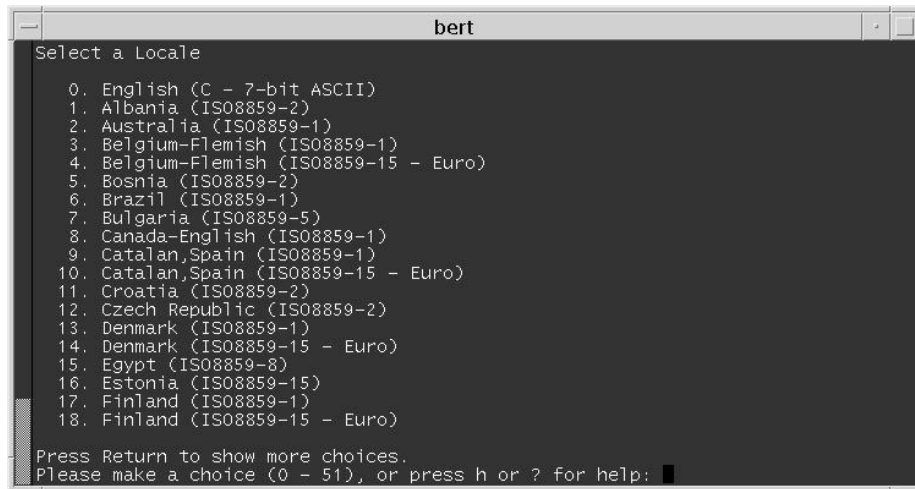 bert
Select a Locale
0. English (C - 7-bit ASCII)
1. Albania (ISO8859-2)
2. Australia (ISO8859-1)
3. Belgium-Flemish (ISO8859-1)
4. Belgium-Flemish (ISO8859-15 - Euro)
5. Bosnia (ISO8859-2)
6. Brazil (ISO8859-1)
7. Bulgaria (ISO8859-5)
8. Canada-English (ISO8859-1)
9. Catalan,Spain (ISO8859-1)
10. Catalan,Spain (ISO8859-15 - Euro)
11. Croatia (ISO8859-2)
12. Czech Republic (ISO8859-2)
13. Denmark (ISO8859-1)
14. Denmark (ISO8859-15 - Euro)
15. Egypt (ISO8859-8)
16. Estonia (ISO8859-15)
17. Finland (ISO8859-1)
18. Finland (ISO8859-15 - Euro)
Press Return to show more choices.
Please make a choice (0 - 51), or press h or ? for help: